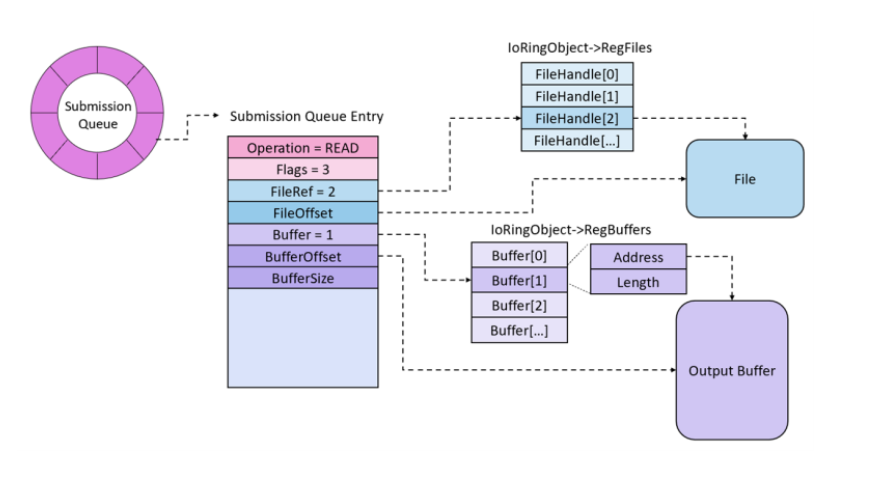 Submission
Queue
Submission Queue Entry
Operation = READ
Flags = 3
FileRef = 2
FileOffset
Buffer = 1
BufferOffset
BufferSize
IoRingObject->RegFiles
FileHandle[0]
FileHandle[1]
FileHandle[2]
FileHandle[...]
File
IoRingObject->RegBuffers
Buffer[0]
Buffer[1]
Buffer[2]
Buffer[...]
Address
Length
Output Buffer